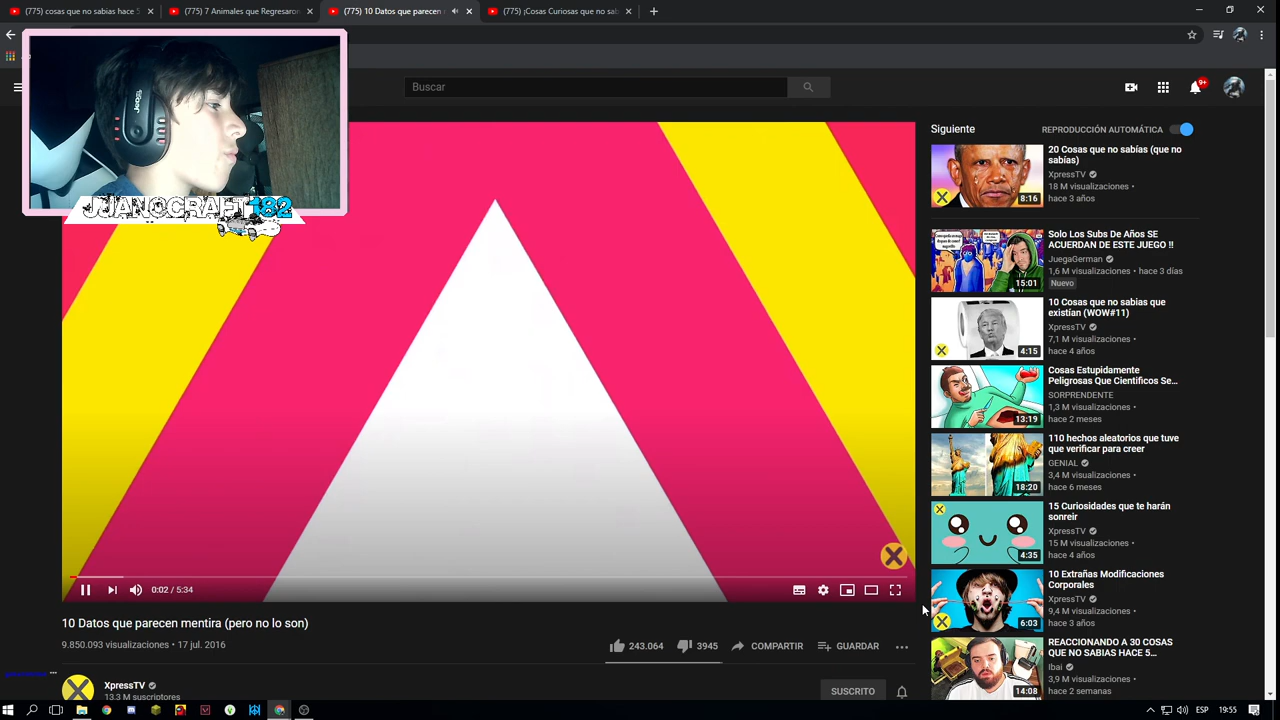 (775) cosas que no sabias hace 5
(775) 7 Animales que Regresaron
(775) 10 Datos que parecen
(775) ¡Cosas Curiosas que no sab
Buscar
9+
JJANOCRAFT182
Siguiente
REPRODUCCIÓN AUTOMÁTICA
20 Cosas que no sabías (que no
sabías)
XpressTV
18 M visualizaciones •
hace 3 años
8:16
Solo Los Subs De Años SE
ACUERDAN DE ESTE JUEGO !!
JuegaGerman
1,6 M visualizaciones • hace 3 días
Nuevo
15:01
10 Cosas que no sabias que
existían (WOW#11)
XpressTV
7,1 M visualizaciones •
hace 4 años
4:15
Cosas Estupidamente
Peligrosas Que Cientificos Se...
SORPRENDENTE
1,3 M visualizaciones •
hace 2 meses
13:19
110 hechos aleatorios que tuve
que verificar para creer
GENIAL
3,4 M visualizaciones •
hace 6 meses
18:20
15 Curiosidades que te harán
sonreir
XpressTV
15 M visualizaciones •
hace 4 años
4:35
10 Extrañas Modificaciones
Corporales
XpressTV
9,4 M visualizaciones •
hace 3 años
6:03
REACCIONANDO A 30 COSAS
QUE NO SABIAS HACE 5...
Ibai
3,9 M visualizaciones •
hace 2 semanas
14:08
0:02 / 5:34
10 Datos que parecen mentira (pero no lo son)
9.850.093 visualizaciones • 17 jul. 2016
243.064
3945
COMPARTIR
GUARDAR
XpressTV
13.3 M suscriptores
SUSCRITO
ESP
19:55